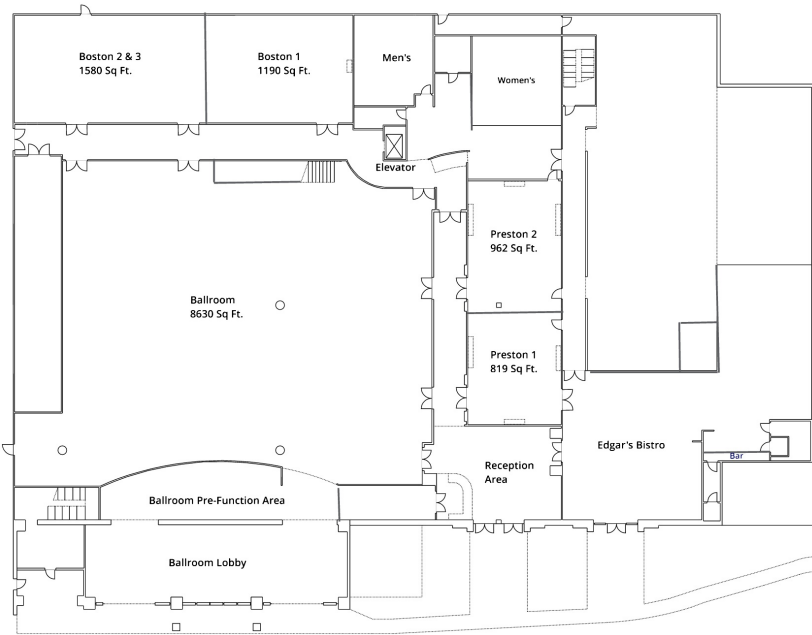 Boston 2 & 3
1580 Sq Ft.
Boston 1
1190 Sq Ft.
Men's
Women's
Elevator
Preston 2
962 Sq Ft.
Ballroom
8630 Sq Ft.
Preston 1
819 Sq Ft.
Edgar's Bistro
Bar
Reception
Area
Ballroom Pre-Function Area
Ballroom Lobby